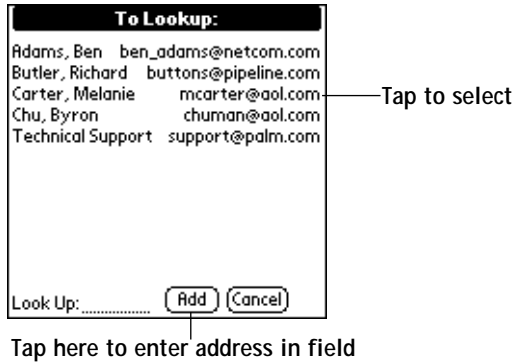 To Lookup:
Adams, Ben ben_adams@netcom.com
Butler, Richard buttons@pipeline.com
Carter, Melanie mcarter@aol.com
Tap to select
Chu, Byron chuman@aol.com
Technical Support support@palm.com
Look Up: Add Cancel
Tap here to enter address in field